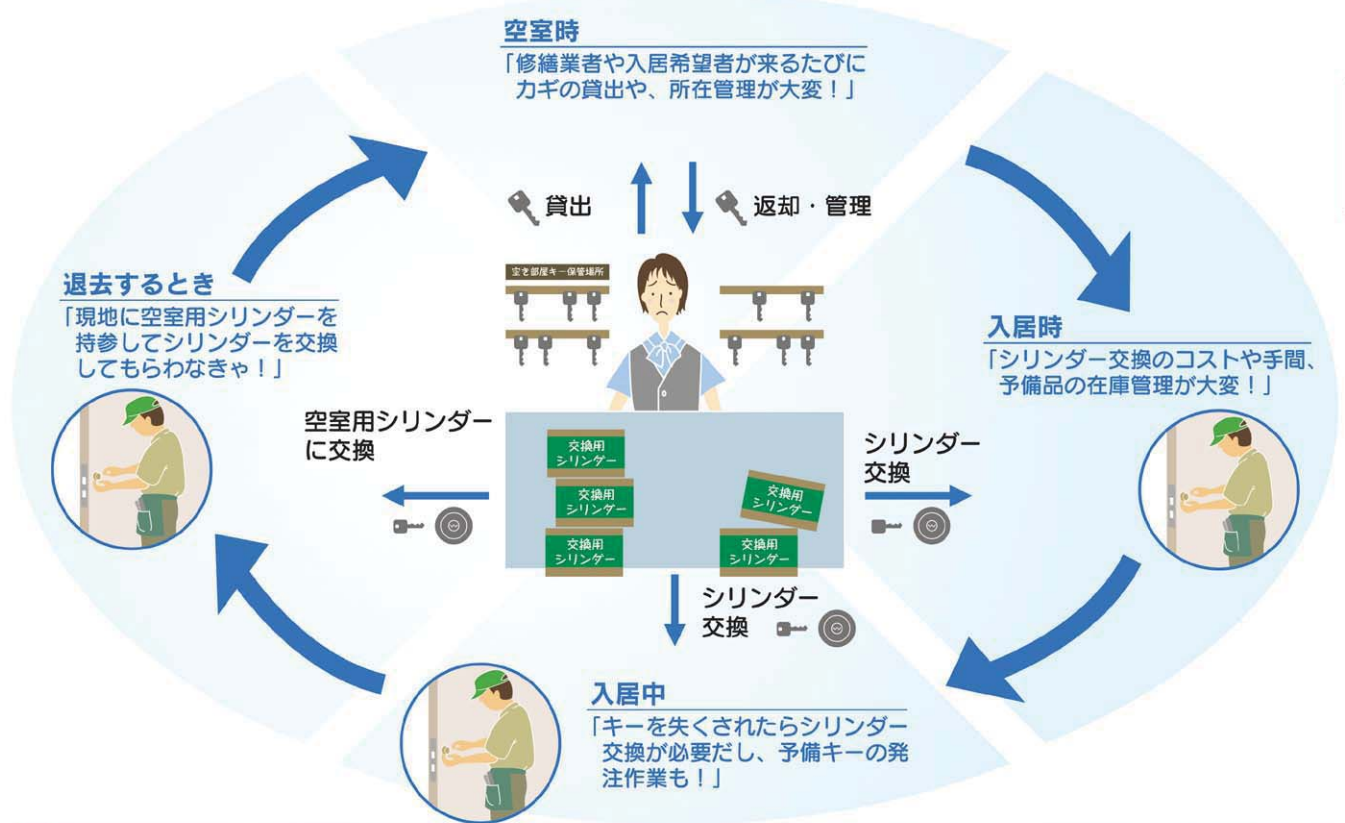 空室時
「修繕業者や入居希望者が来るたびに
カギの貸出や、所在管理が大変！」
貸出
返却・管理
空き部屋キー保管場所
退去するとき
「現地に空室用シリンダーを
持参してシリンダーを交換
してもらわなきゃ！」
入居時
「シリンダー交換のコストや手間、
予備品の在庫管理が大変！」
空室用シリンダー
に交換
交換用
シリンダー
交換用
シリンダー
交換用
シリンダー
交換用
シリンダー
交換用
シリンダー
シリンダー
交換
シリンダー
交換
入居中
「キーを失くされたらシリンダー
交換が必要だし、予備キーの発
注作業も！」